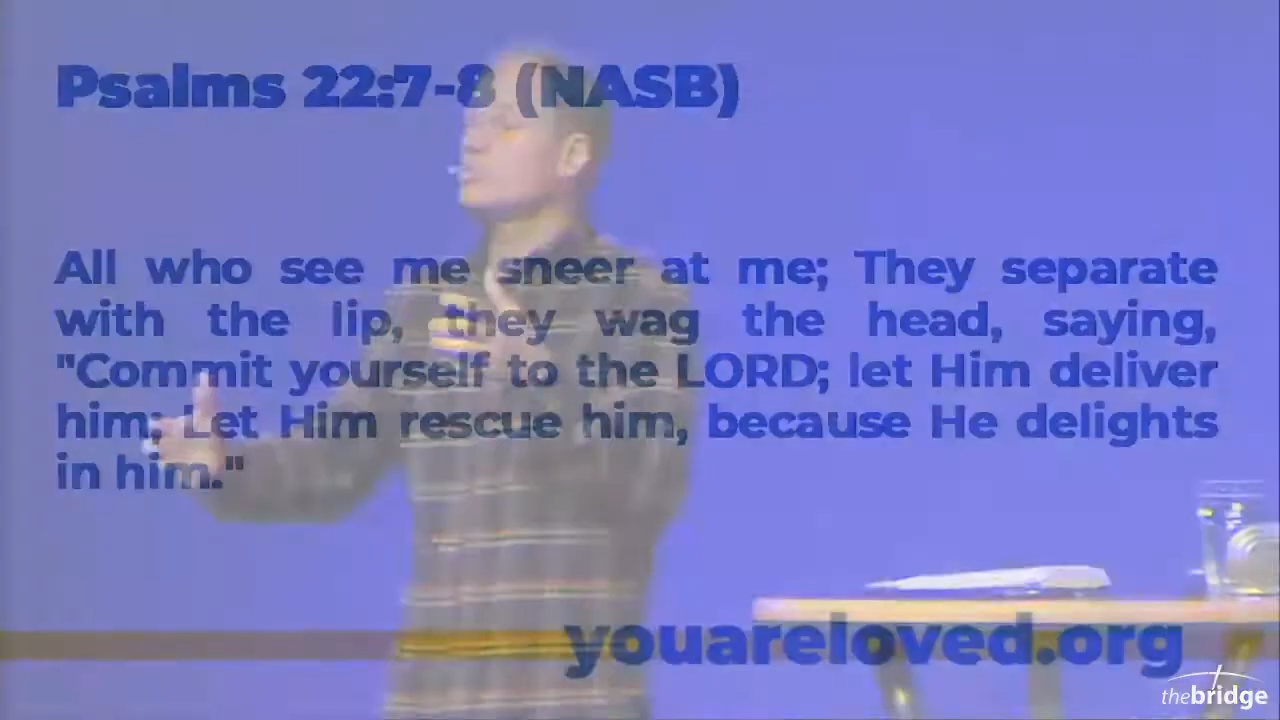 Psalms 22:7-8 (NASB)
All who see me sneer at me; They separate
with the lip, they wag the head, saying,
"Commit yourself to the LORD; let Him deliver
him; Let Him rescue him, because He delights
in him."
youareloved.org
thebridge